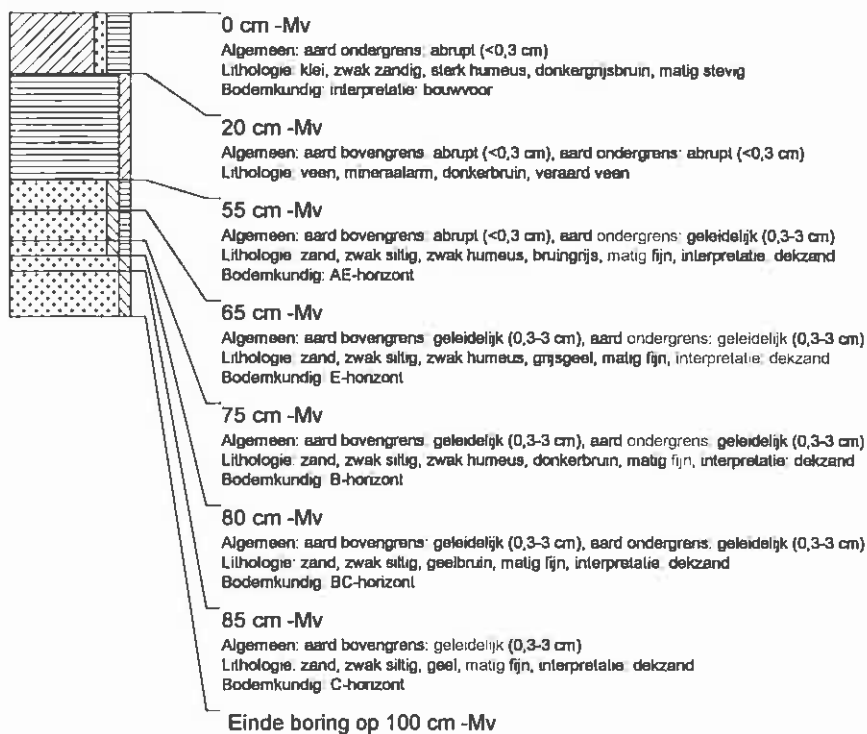 0 cm -Mv
Algemeen: aard ondergrens: abrupt (<0,3 cm)
Lithologie: klei, zwak zandig, sterk humeus, donkergrijsbruin, matig stevig
Bodemkundig: interpretatie: bouwvoor
20 cm -Mv
Algemeen: aard bovengrens: abrupt (<0,3 cm), aard ondergrens: abrupt (<0,3 cm)
Lithologie: veen, mineraalarm, donkerbruin, veraard veen
55 cm -Mv
Algemeen: aard bovengrens: abrupt (<0,3 cm), aard ondergrens: geleidelijk (0,3-3 cm)
Lithologie: zand, zwak siltig, zwak humeus, bruingrijs, matig fijn, interpretatie: dekzand
Bodemkundig: AE-horizont
65 cm -Mv
Algemeen: aard bovengrens: geleidelijk (0,3-3 cm), aard ondergrens: geleidelijk (0,3-3 cm)
Lithologie: zand, zwak siltig, zwak humeus, grijsgeel, matig fijn, interpretatie: dekzand
Bodemkundig: E-horizont
75 cm -Mv
Algemeen: aard bovengrens: geleidelijk (0,3-3 cm), aard ondergrens: geleidelijk (0,3-3 cm)
Lithologie: zand, zwak siltig, zwak humeus, donkerbruin, matig fijn, interpretatie: dekzand
Bodemkundig: B-horizont
80 cm -Mv
Algemeen: aard bovengrens: geleidelijk (0,3-3 cm), aard ondergrens: geleidelijk (0,3-3 cm)
Lithologie: zand, zwak siltig, geelbruin, matig fijn, interpretatie: dekzand
Bodemkundig: BC-horizont
85 cm -Mv
Algemeen: aard bovengrens: geleidelijk (0,3-3 cm)
Lithologie: zand, zwak siltig, geel, matig fijn, interpretatie: dekzand
Bodemkundig: C-horizont
Einde boring op 100 cm -Mv